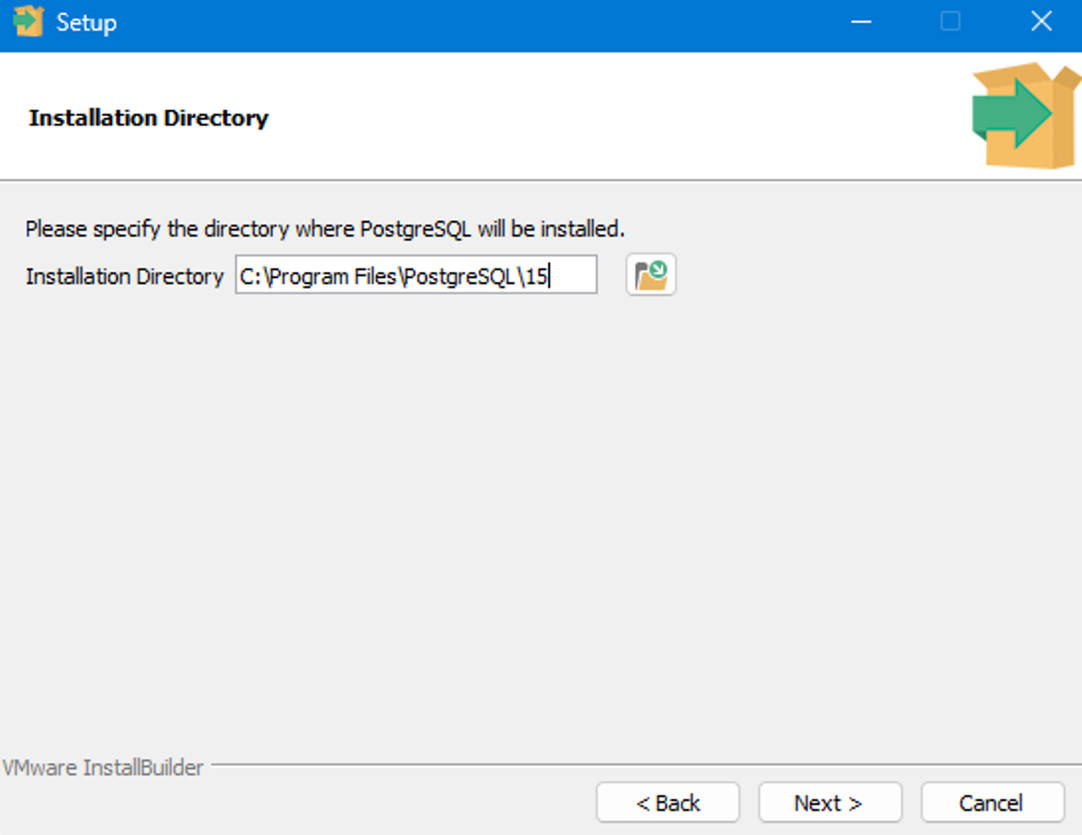 Setup
Installation Directory
Please specify the directory where PostgreSQL will be installed.
Installation Directory C:\Program Files\PostgreSQL\15
VMware InstallBuilder
< Back Next > Cancel